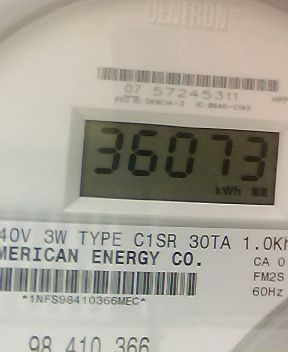 CENTRON®
07 57245311
36073
kWh
40V 3W TYPE C1SR 30TA 1.0Kh
MERICAN ENERGY CO.
CA 0
FM2S
*1NFS98410366MEC*
60Hz
98 410 366